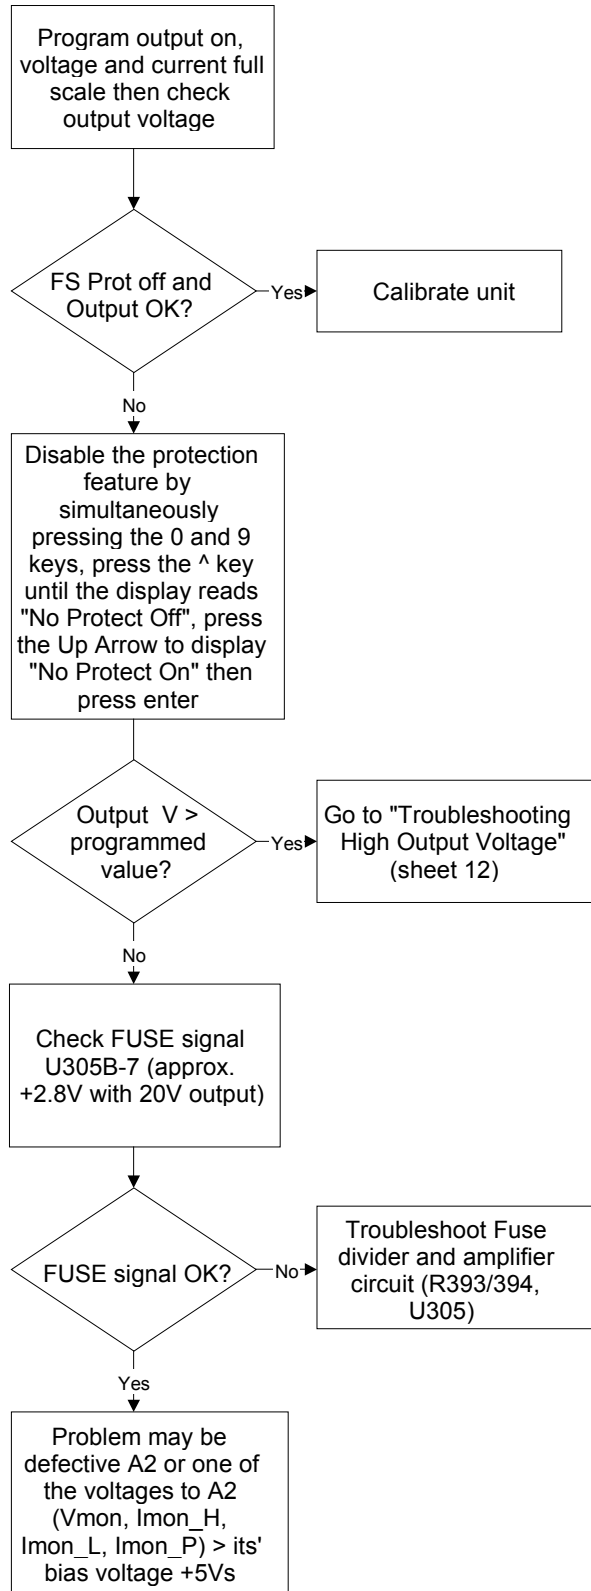 Program output on,
voltage and current full
scale then check
output voltage
FS Prot off and
Output OK?
Yes
Calibrate unit
No
Disable the protection
feature by
simultaneously
pressing the 0 and 9
keys, press the ^ key
until the display reads
"No Protect Off", press
the Up Arrow to display
"No Protect On" then
press enter
Output V >
programmed
value?
Yes
Go to "Troubleshooting
High Output Voltage"
(sheet 12)
No
Check FUSE signal
U305B-7 (approx.
+2.8V with 20V output)
FUSE signal OK?
No
Troubleshoot Fuse
divider and amplifier
circuit (R393/394,
U305)
Yes
Problem may be
defective A2 or one of
the voltages to A2
(Vmon, Imon_H,
Imon_L, Imon_P) > its'
bias voltage +5Vs